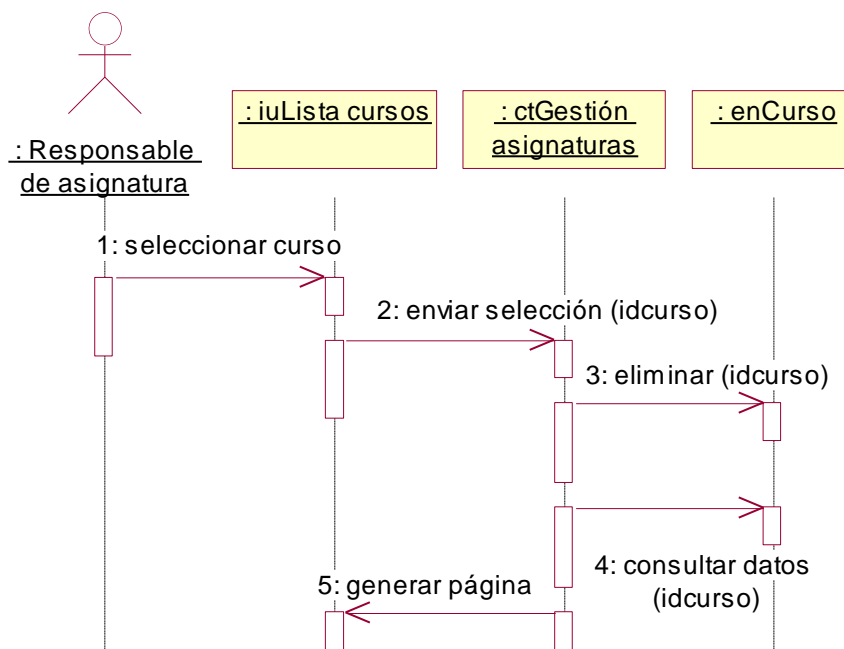 : Responsable
de asignatura
: iuLista cursos
: ctGestión
asignaturas
: enCurso
1: seleccionar curso
2: enviar selección (idcurso)
3: eliminar (idcurso)
4: consultar datos
(idcurso)
5: generar página